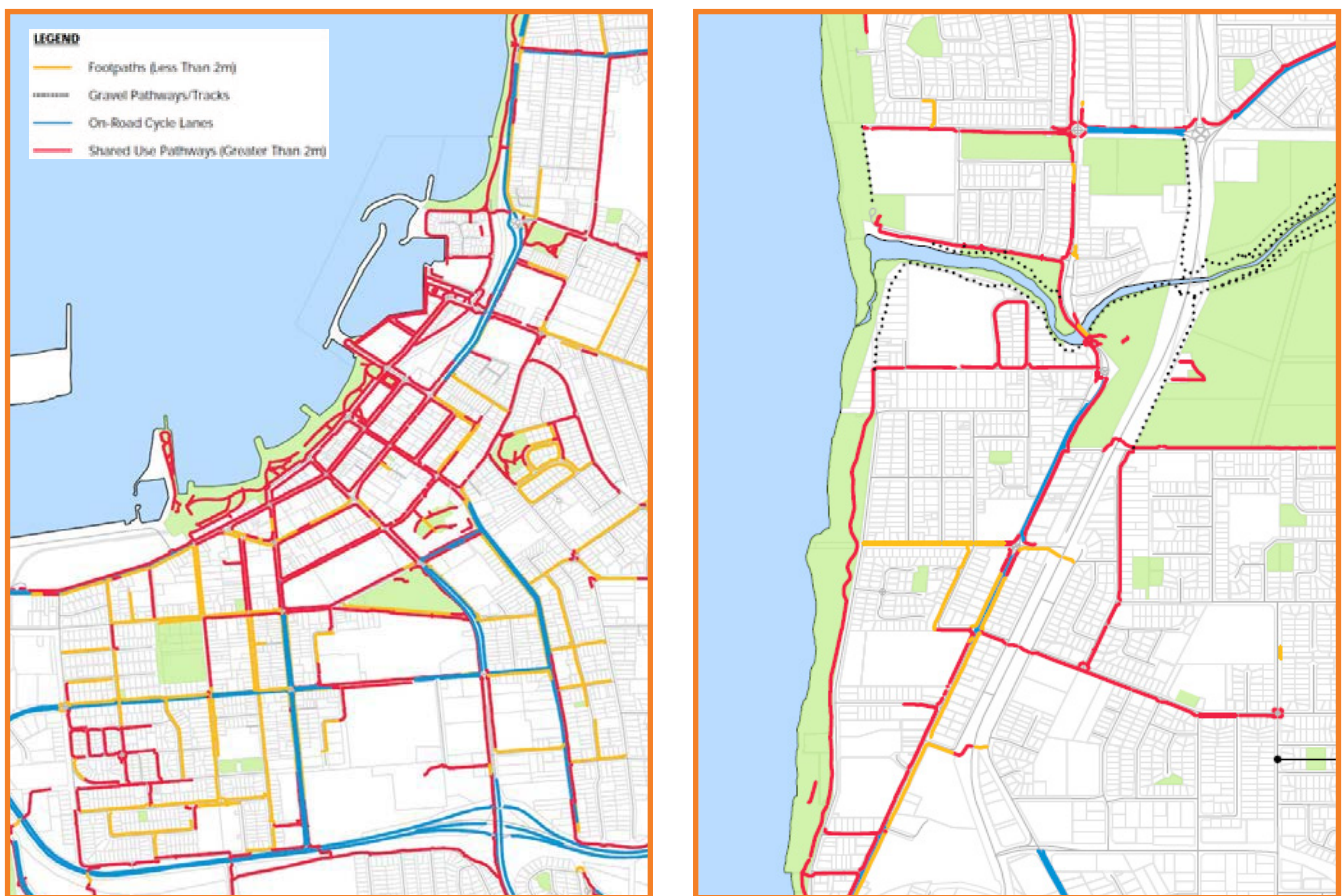 LEGEND
Footpaths (Less Than 2m)
Gravel Pathways/Tracks
On-Road Cycle Lanes
Shared Use Pathways (Greater Than 2m)